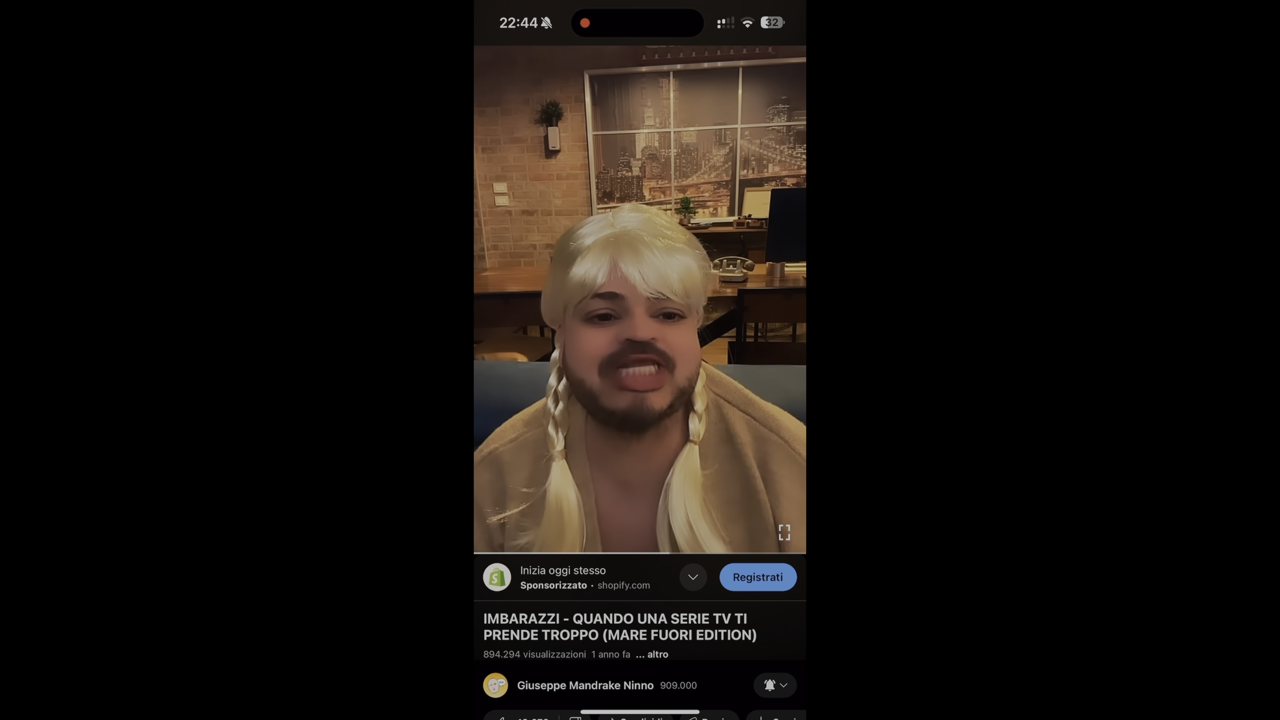 22:44
32
Inizia oggi stesso
Sponsorizzato • shopify.com
Registrati
IMBARAZZI - QUANDO UNA SERIE TV TI
PRENDE TROPPO (MARE FUORI EDITION)
894.294 visualizzazioni 1 anno fa ... altro
Giuseppe Mandrake Ninno 909.000